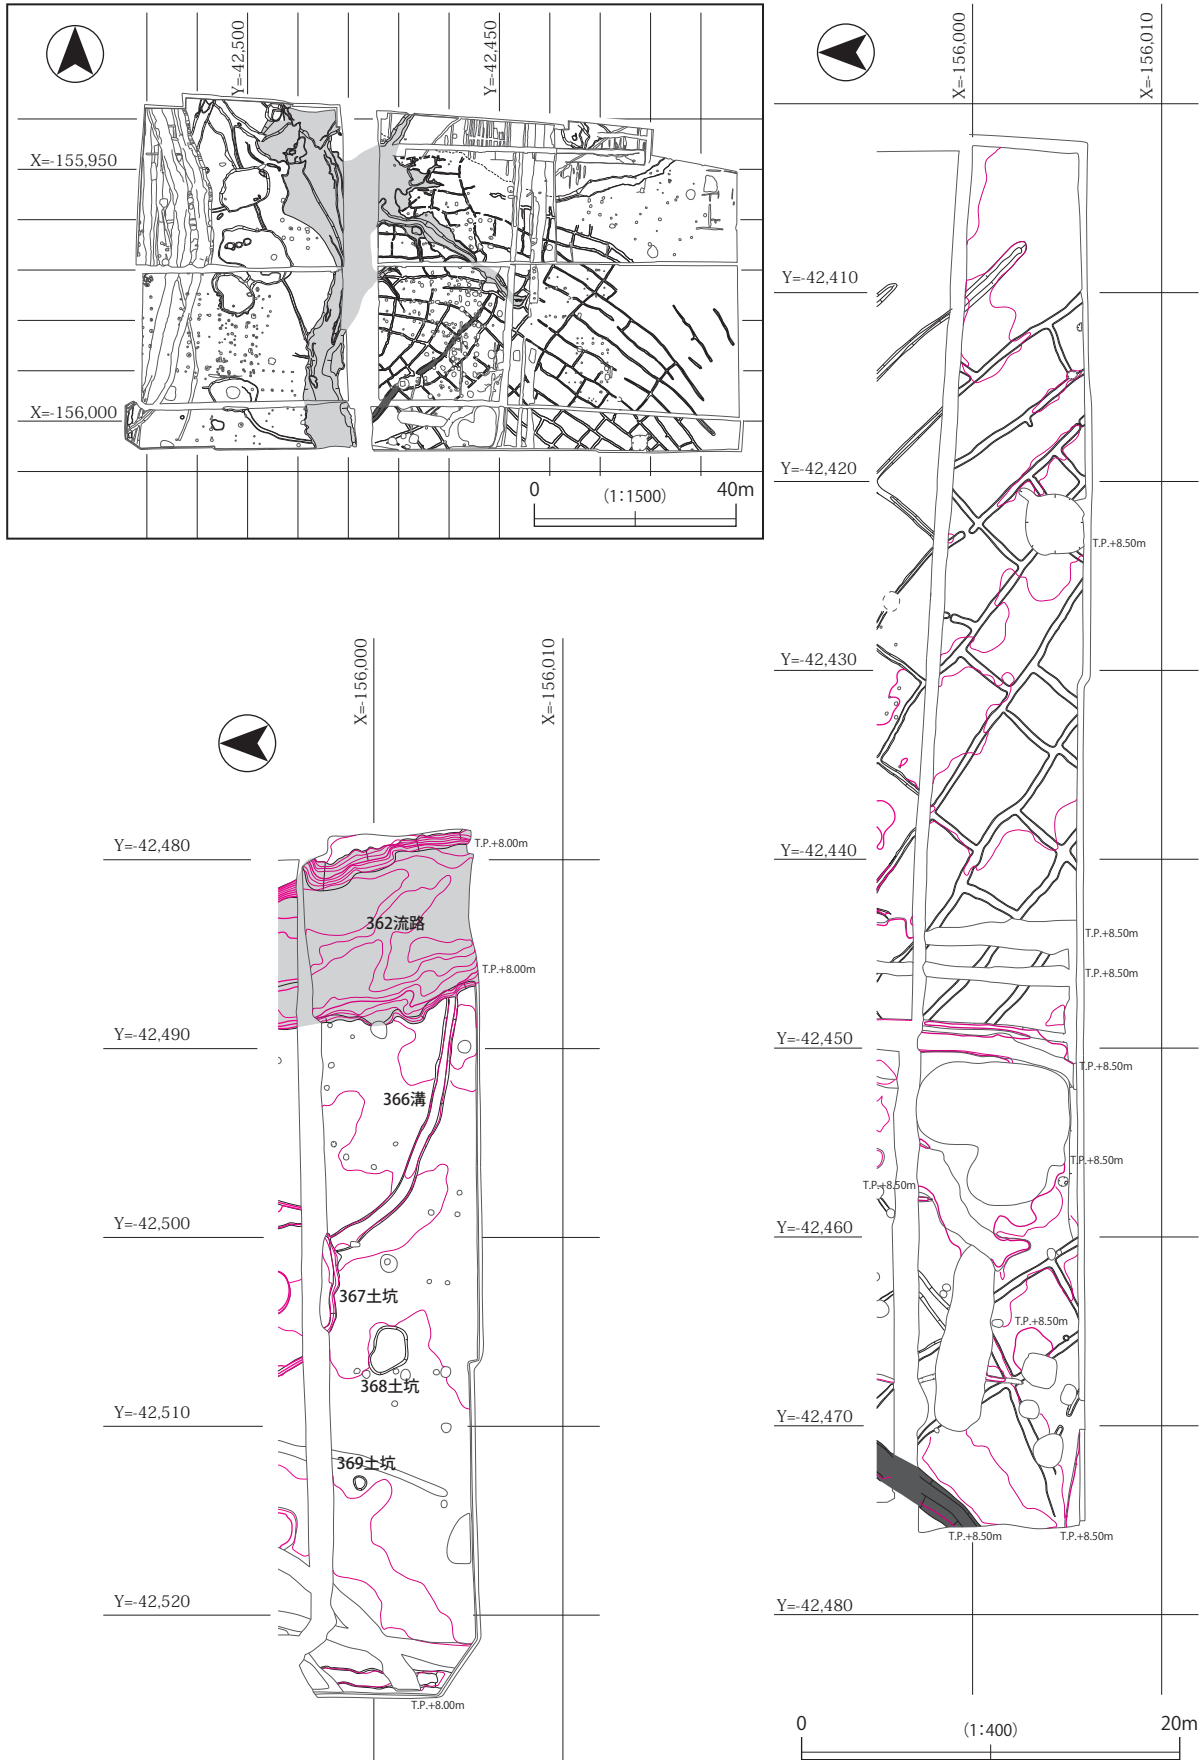 Y=-42,500
Y=-42,450
X=-155,950
X=-156,000
0
(1:1500)
40m
X=-156,000
X=-156,010
Y=-42,410
Y=-42,420
T.P.+8.50m
Y=-42,430
Y=-42,440
T.P.+8.50m
T.P.+8.50m
Y=-42,450
T.P.+8.50m
T.P.+8.50m
T.P.+8.50m
Y=-42,460
T.P.+8.50m
Y=-42,470
T.P.+8.50m
T.P.+8.50m
Y=-42,480
0
(1:400)
20m
X=-156,000
X=-156,010
Y=-42,480
T.P.+8.00m
362流路
T.P.+8.00m
Y=-42,490
366溝
Y=-42,500
367土坑
368土坑
Y=-42,510
369土坑
Y=-42,520
T.P.+8.00m